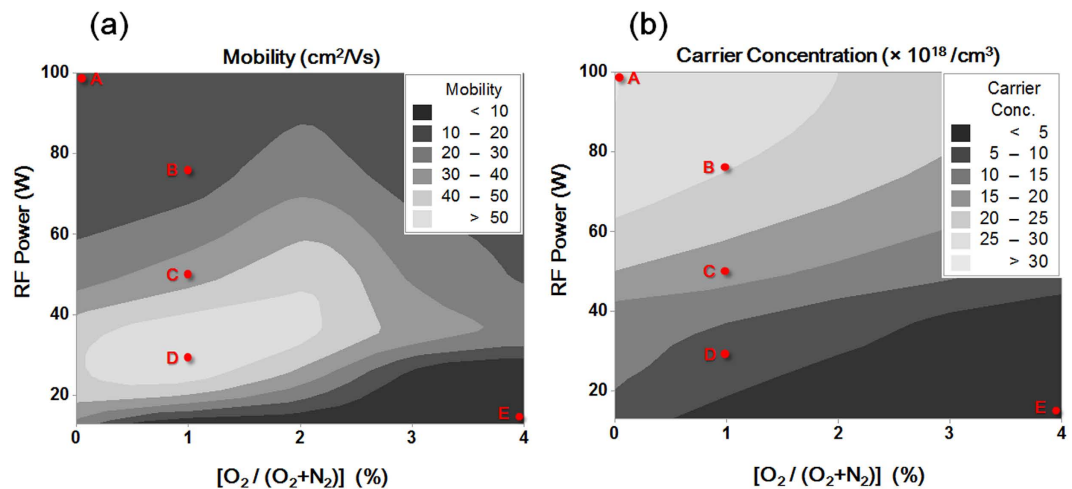 (a)
Mobility (cm²/Vs)
100
80
60
40
20
RF Power (W)
A
B
C
D
E
Mobility
< 10
10 – 20
20 – 30
30 – 40
40 – 50
> 50
0 1 2 3 4
[O₂ / (O₂+N₂)] (%)
(b)
Carrier Concentration (× 10¹⁸ /cm³)
100
80
60
40
20
RF Power (W)
A
B
C
D
E
Carrier
Conc.
< 5
5 – 10
10 – 15
15 – 20
20 – 25
25 – 30
> 30
0 1 2 3 4
[O₂ / (O₂+N₂)] (%)